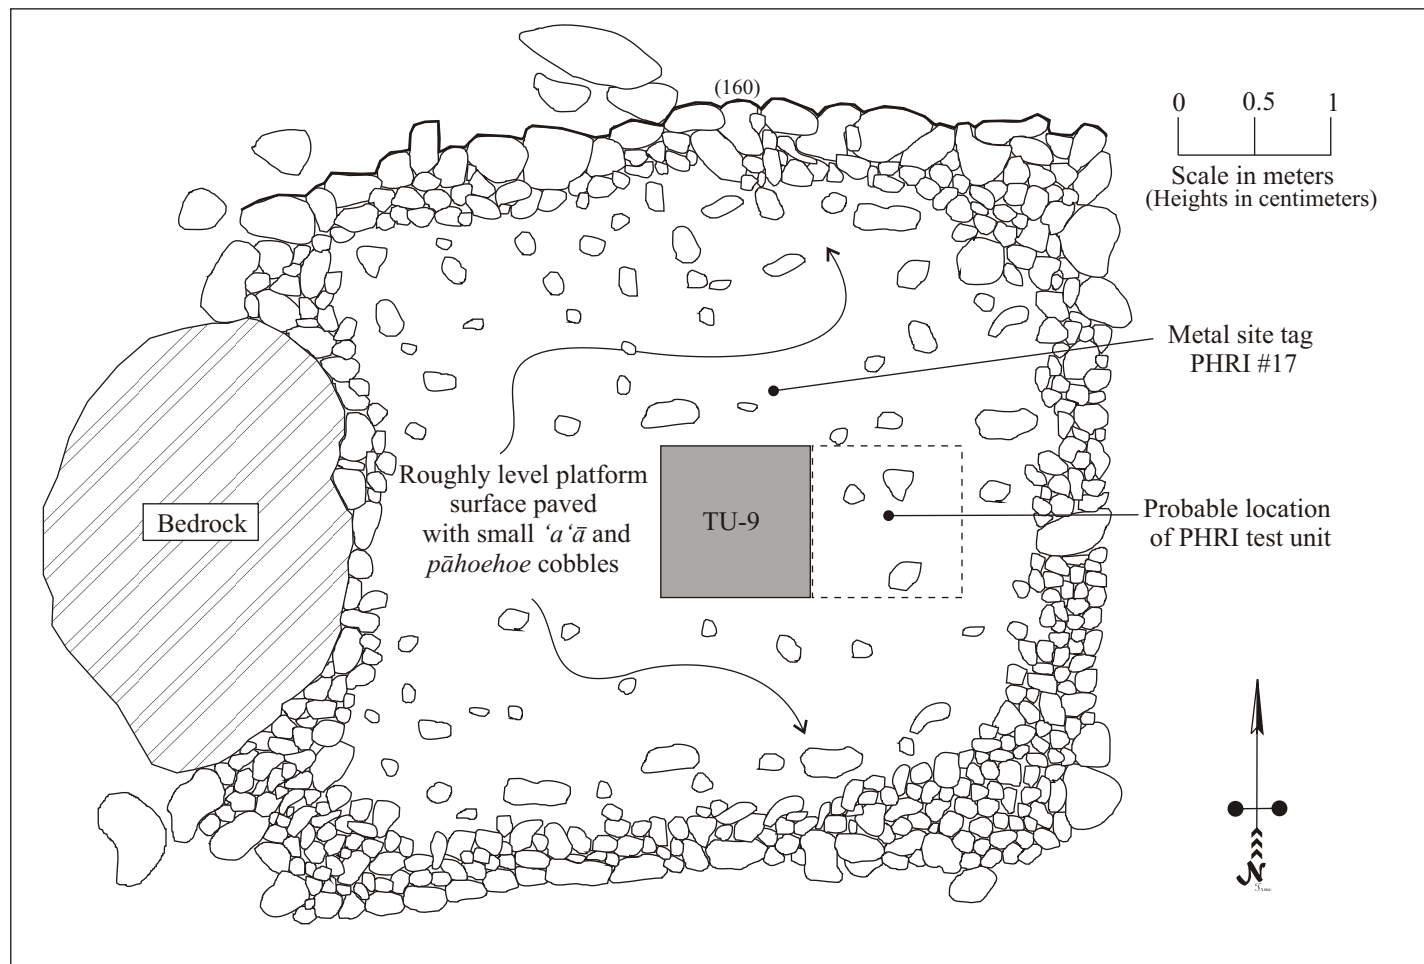 (160)
0 0.5 1
Scale in meters
(Heights in centimeters)
Metal site tag
PHRI #17
Roughly level platform
surface paved
with small ‘a‘ā and
pāhoehoe cobbles
Bedrock
TU-9
Probable location
of PHRI test unit
N
True